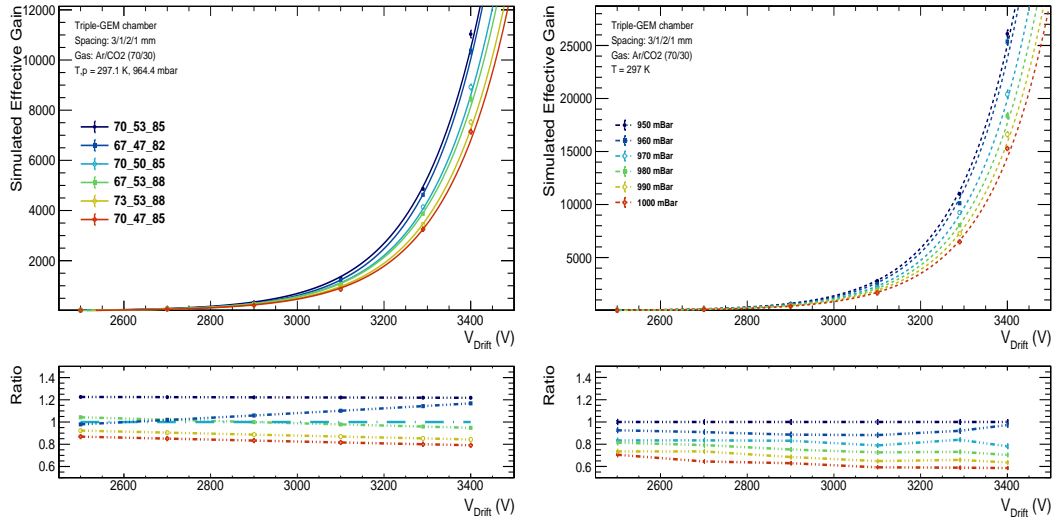 Simulated Effective Gain
12000
10000
8000
6000
4000
2000
Triple-GEM chamber
Spacing: 3/1/2/1 mm
Gas: Ar/CO2 (70/30)
T,p = 297.1 K, 964.4 mbar
70_53_85
67_47_82
70_50_85
67_53_88
73_53_88
70_47_85
2600 2800 3000 3200 3400
V_Drift (V)
Ratio
1.4
1.2
1
0.8
0.6
2600 2800 3000 3200 3400
V_Drift (V)
Simulated Effective Gain
25000
20000
15000
10000
5000
Triple-GEM chamber
Spacing: 3/1/2/1 mm
Gas: Ar/CO2 (70/30)
T = 297 K
950 mBar
960 mBar
970 mBar
980 mBar
990 mBar
1000 mBar
2600 2800 3000 3200 3400
V_Drift (V)
Ratio
1.4
1.2
1
0.8
0.6
2600 2800 3000 3200 3400
V_Drift (V)